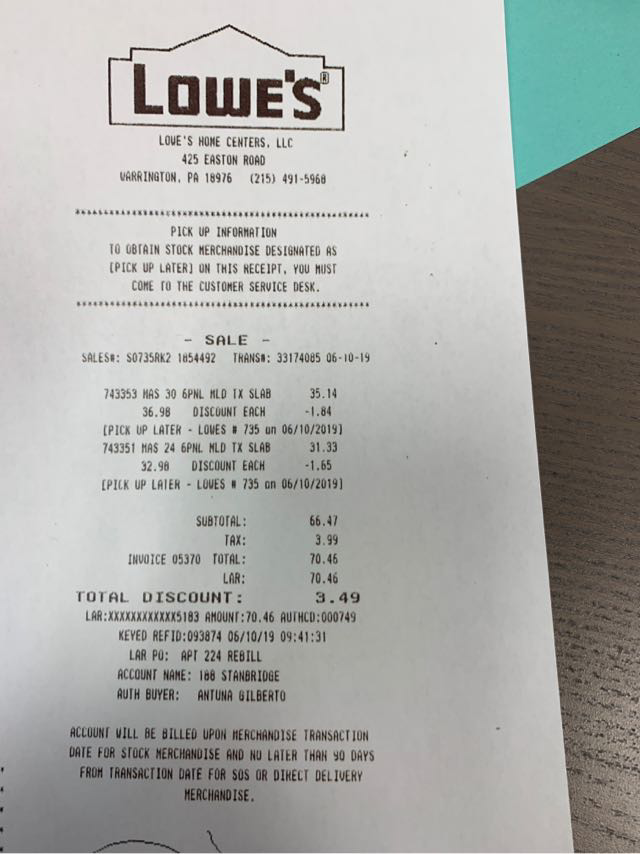 LOWE'S®
LOWE'S HOME CENTERS, LLC
425 EASTON ROAD
WARRINGTON, PA 18976 (215) 491-5968
PICK UP INFORMATION
TO OBTAIN STOCK MERCHANDISE DESIGNATED AS
[PICK UP LATER] ON THIS RECEIPT, YOU MUST
COME TO THE CUSTOMER SERVICE DESK.
- SALE -
SALES#: S0735RK2 1854492 TRANS#: 33174085 06-10-19
743353 MAS 30 6PNL MLD TX SLAB 35.14
36.98 DISCOUNT EACH -1.84
[PICK UP LATER - LOWES # 735 on 06/10/2019]
743351 MAS 24 6PNL MLD TX SLAB 31.33
32.98 DISCOUNT EACH -1.65
[PICK UP LATER - LOWES # 735 on 06/10/2019]
SUBTOTAL: 66.47
TAX: 3.99
INVOICE 05370 TOTAL: 70.46
LAR: 70.46
TOTAL DISCOUNT: 3.49
LAR:XXXXXXXXXXXX5183 AMOUNT:70.46 AUTHCD:000749
KEYED REFID:093874 06/10/19 09:41:31
LAR PO: APT 224 REBILL
ACCOUNT NAME: 188 STANBRIDGE
AUTH BUYER: ANTUNA GILBERTO
ACCOUNT WILL BE BILLED UPON MERCHANDISE TRANSACTION
DATE FOR STOCK MERCHANDISE AND NO LATER THAN 90 DAYS
FROM TRANSACTION DATE FOR SOS OR DIRECT DELIVERY
MERCHANDISE.